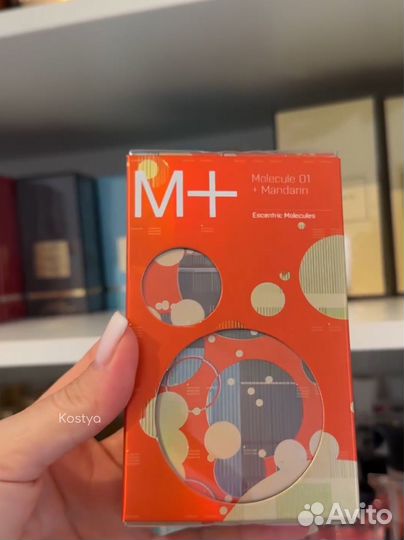 M+
Molecule 01
+ Mandarin
Escentric Molecules
Kostya
Avito